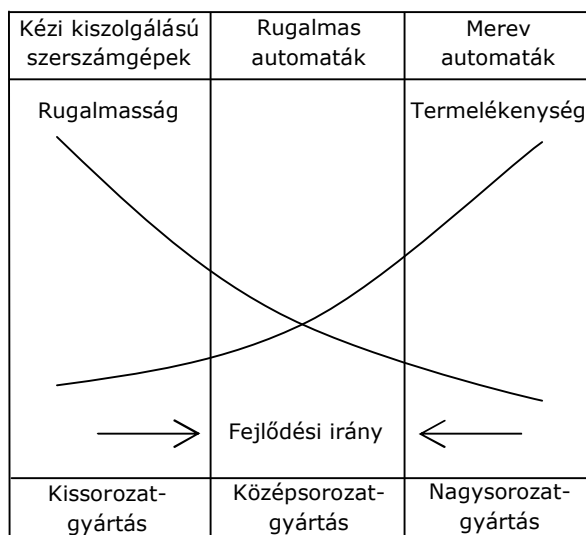 Kézi kiszolgálású
szerszámgépek
Rugalmas
automaták
Merev
automaták
Rugalmasság
Termelékenység
Fejlődési irány
Kissorozat-
gyártás
Középsorozat-
gyártás
Nagysorozat-
gyártás